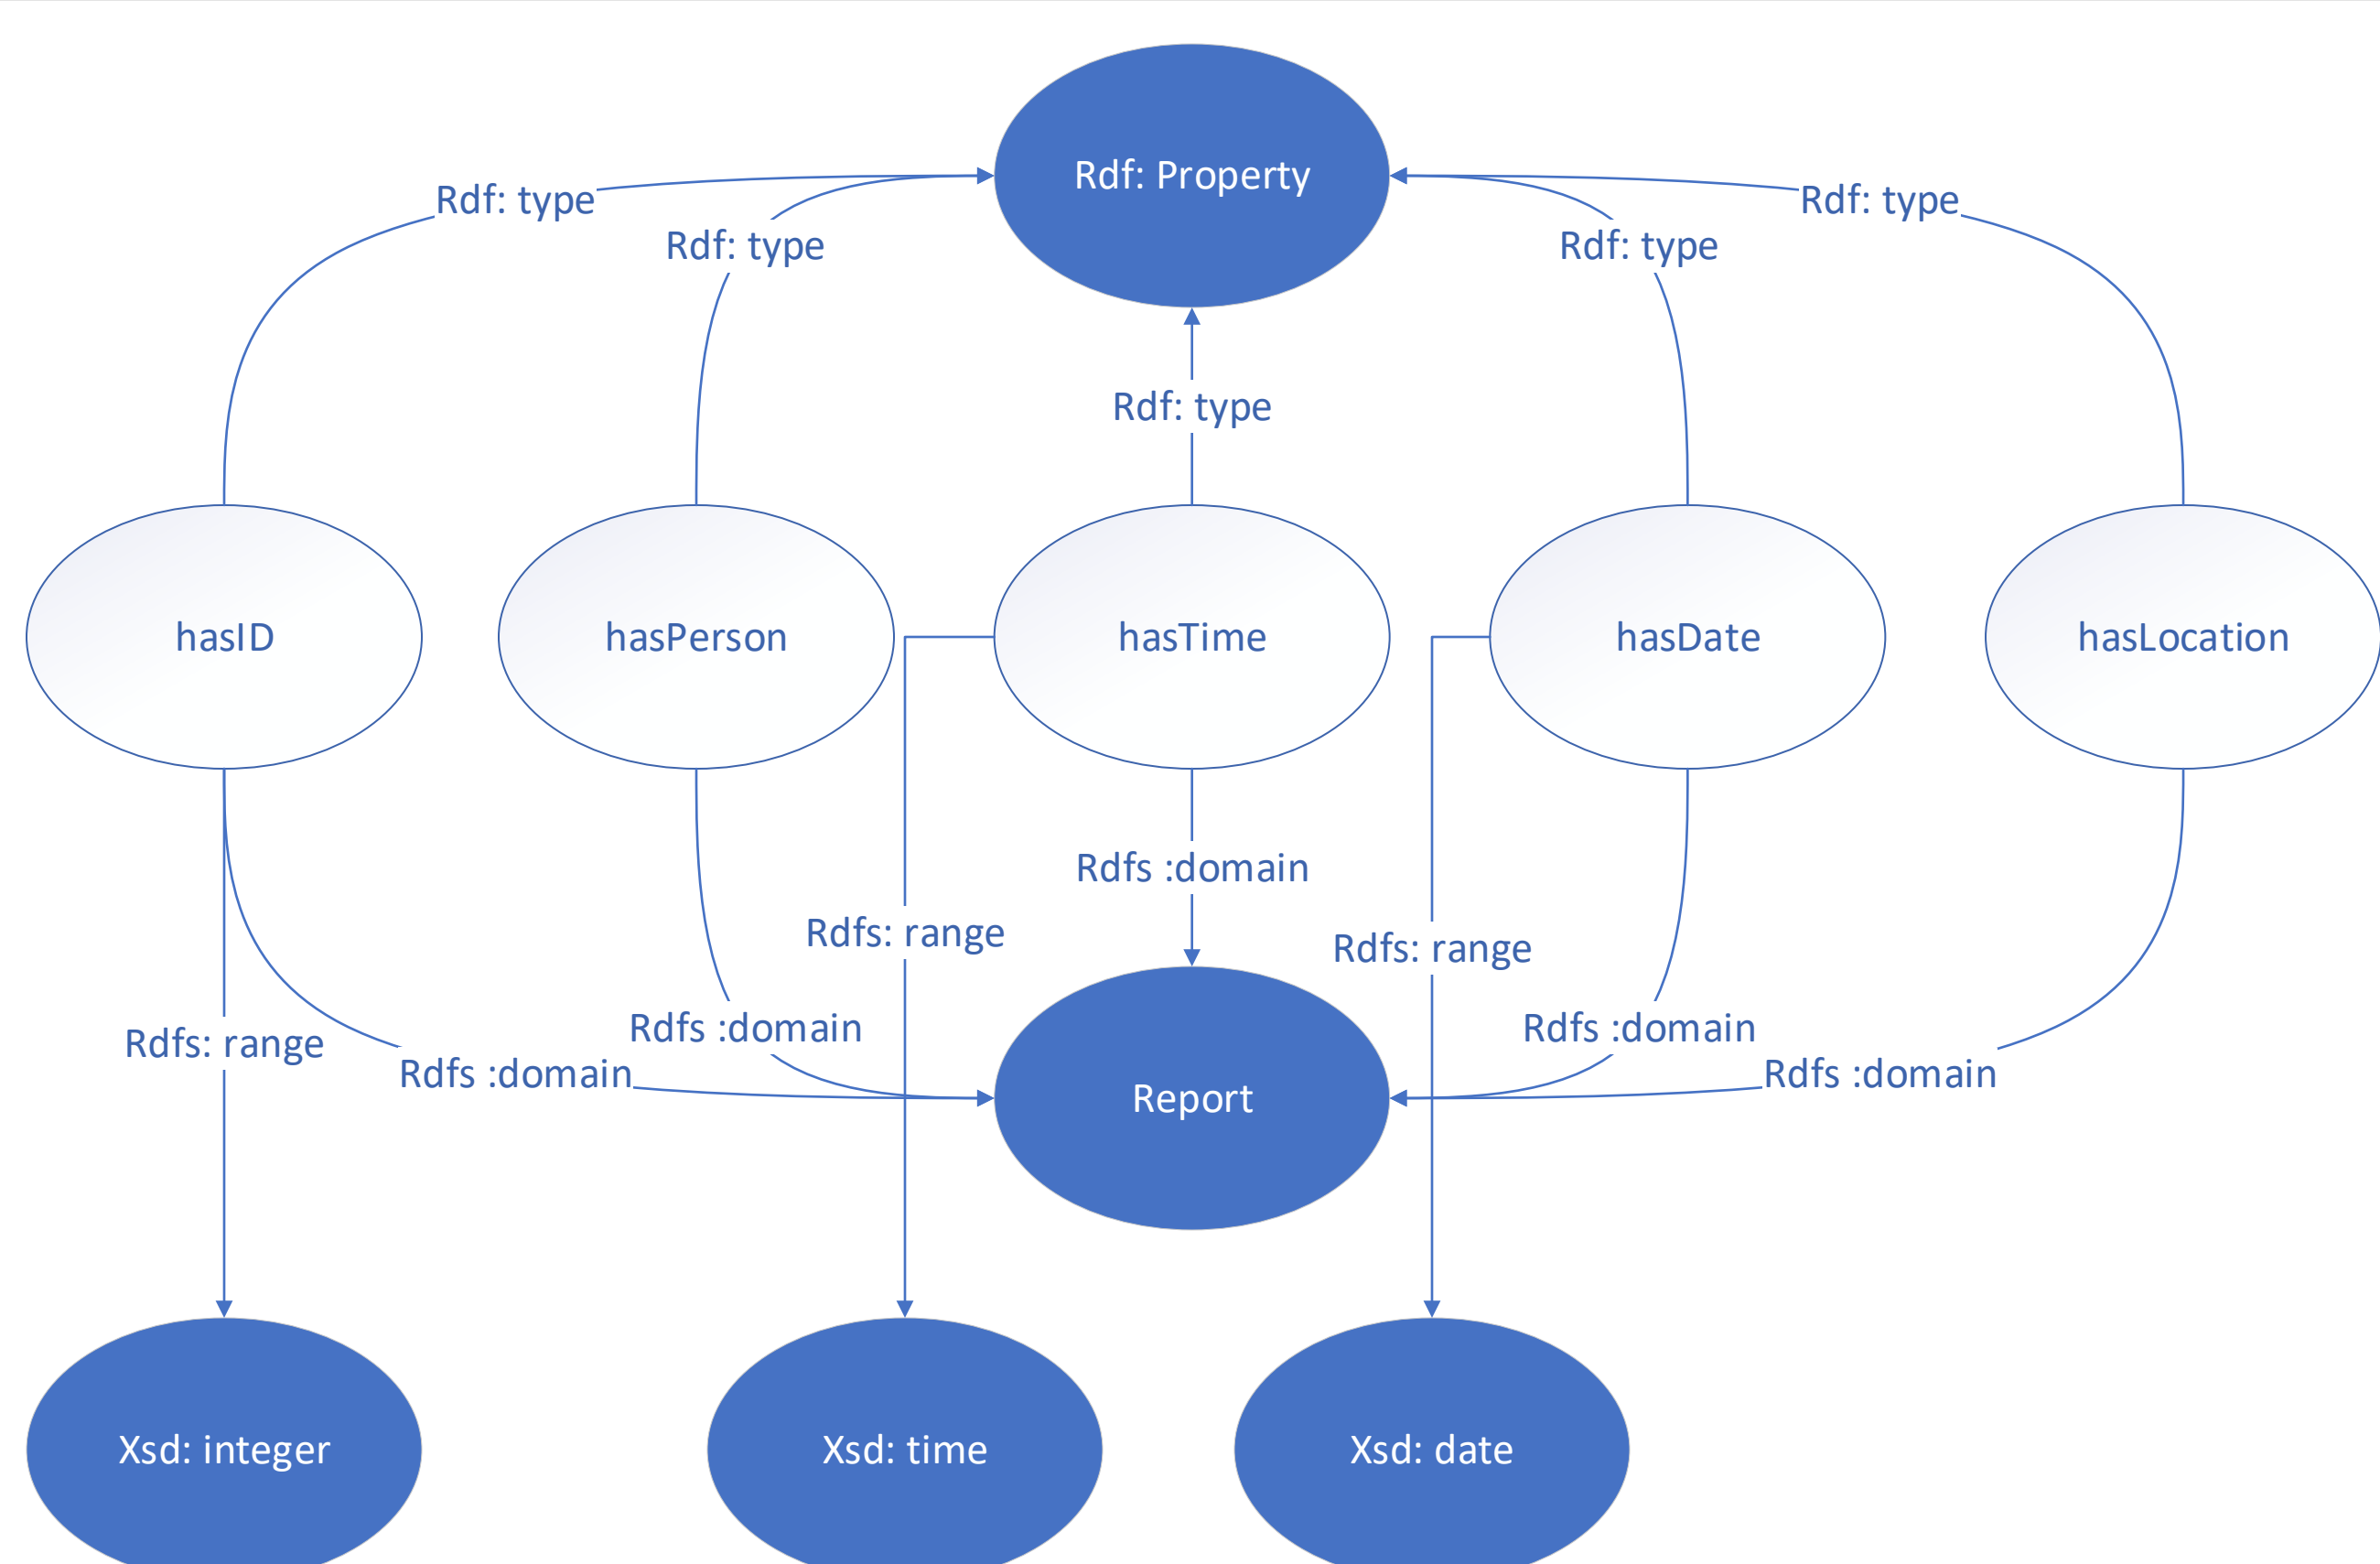 Rdf: Property
Rdf: type
Rdf: type
Rdf: type
Rdf: type
Rdf: type
hasID
hasPerson
hasTime
hasDate
hasLocation
Rdfs :domain
Rdfs: range
Rdfs: range
Rdfs :domain
Rdfs :domain
Rdfs: range
Rdfs :domain
Rdfs :domain
Report
Xsd: integer
Xsd: time
Xsd: date